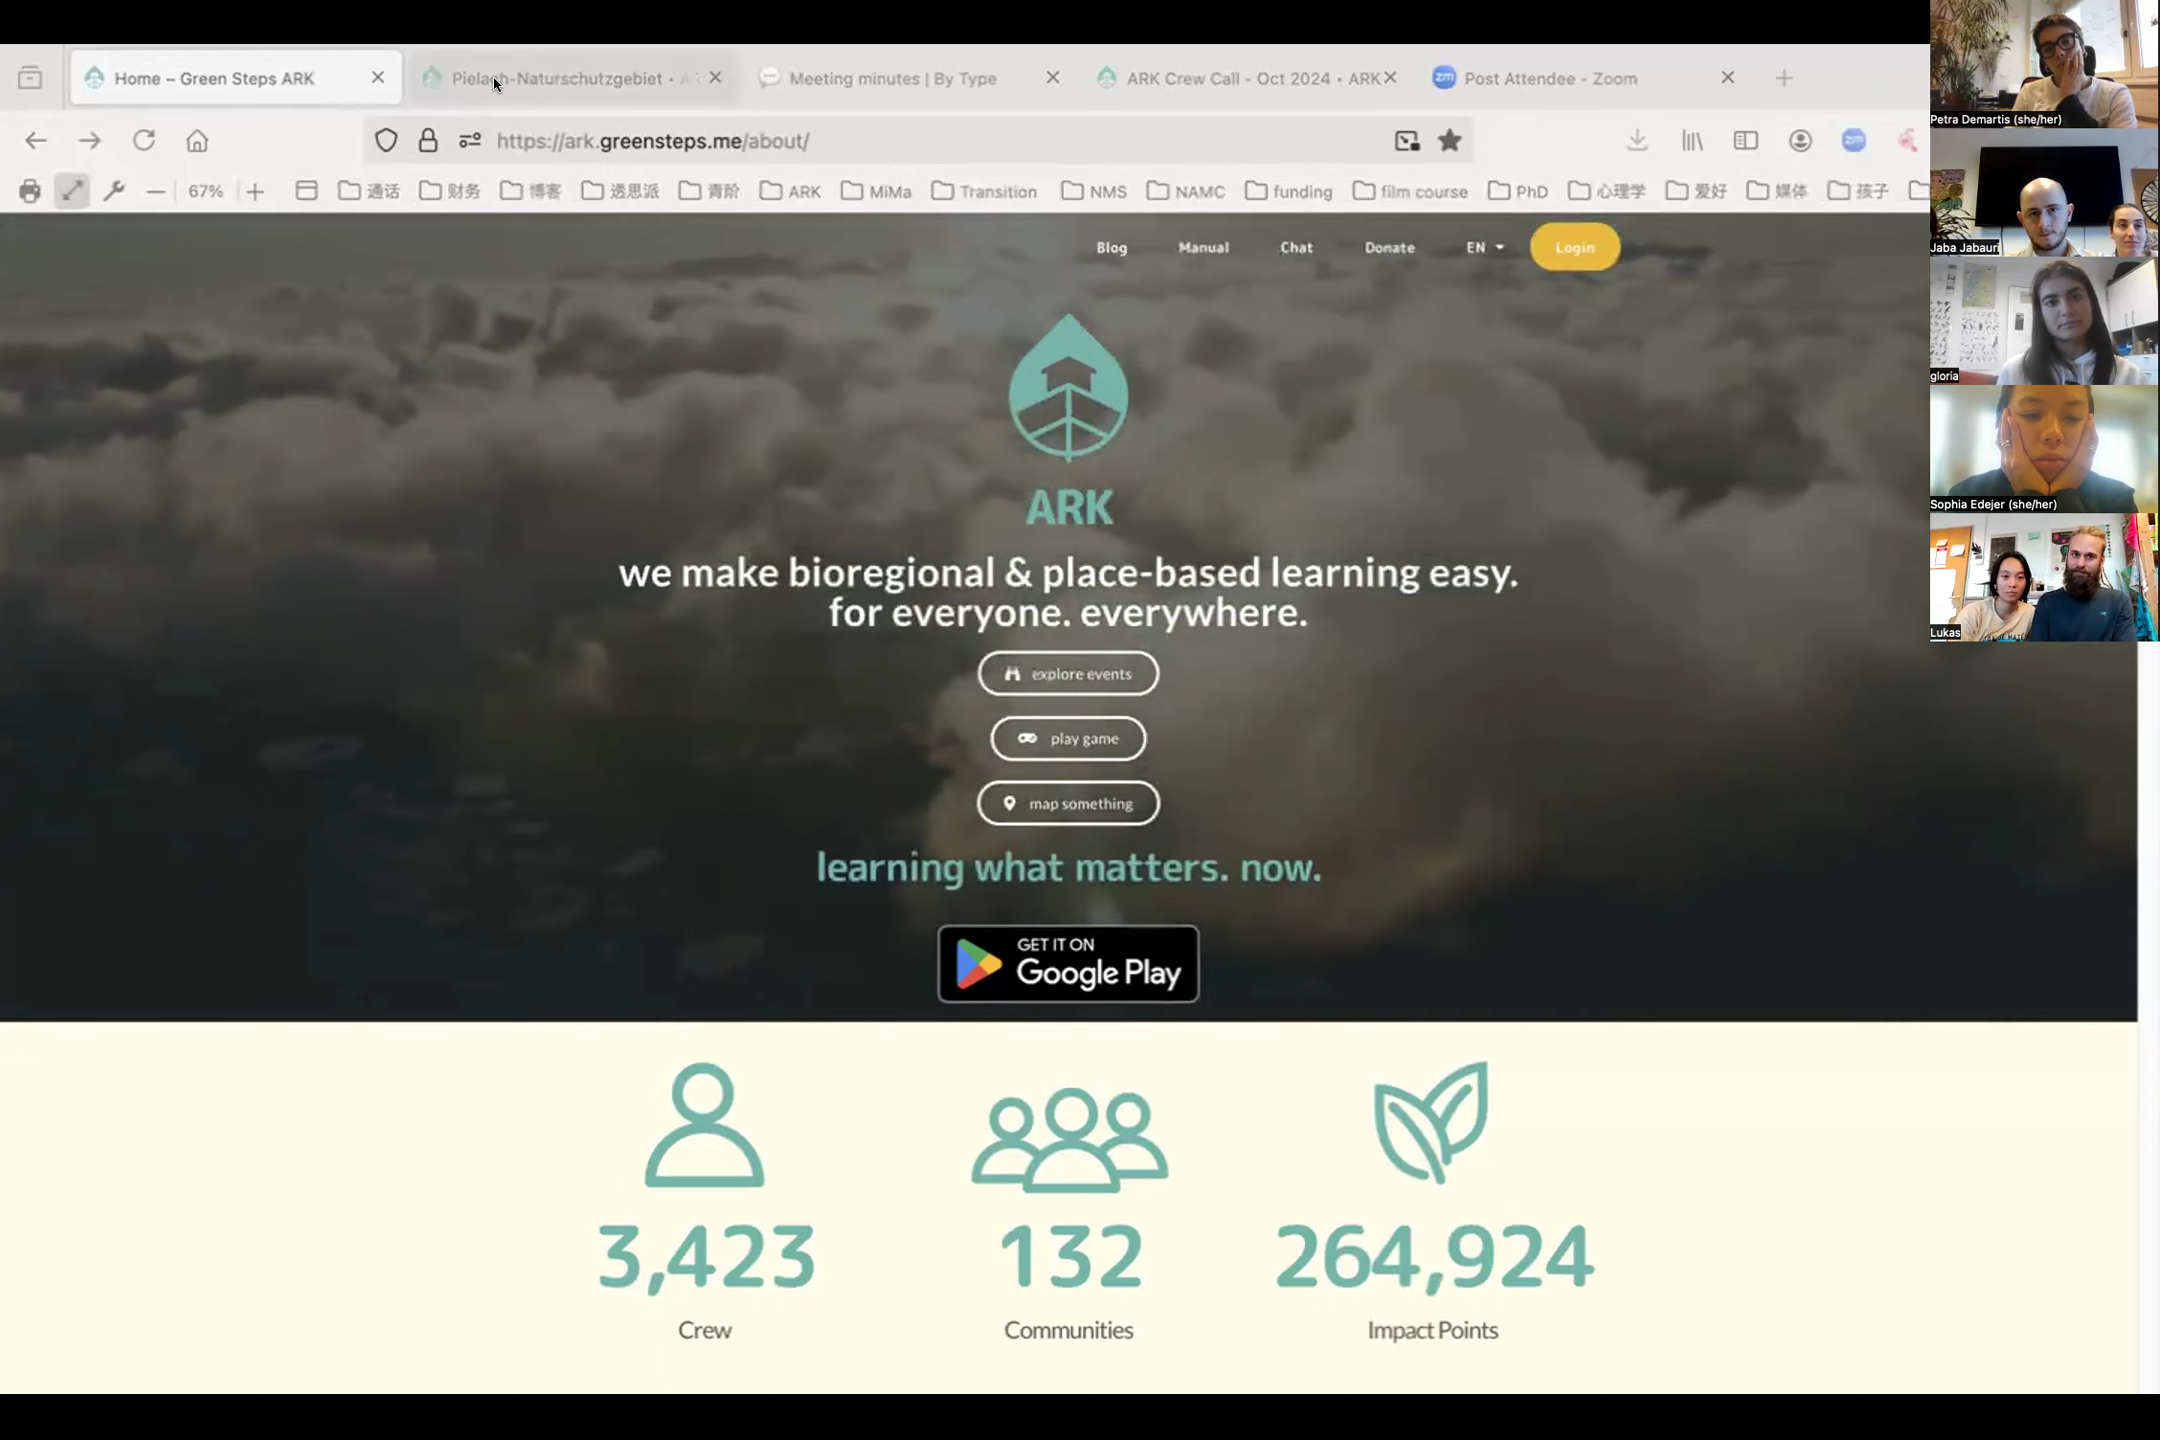 Home – Green Steps ARK
Pielach-Naturschutzgebiet •
Meeting minutes | By Type
ARK Crew Call - Oct 2024 • ARK
zm Post Attendee - Zoom
https://ark.greensteps.me/about/
zm
67%
通话
财务
博客
透思派
青阶
ARK
MiMa
Transition
NMS
NAMC
funding
film course
PhD
心理学
爱好
媒体
孩子
Blog
Manual
Chat
Donate
EN
Login
ARK
we make bioregional & place-based learning easy.
for everyone. everywhere.
explore events
play game
map something
learning what matters. now.
GET IT ON
Google Play
3,423
Crew
132
Communities
264,924
Impact Points
Petra Demartis (she/her)
Jaba Jabauri
gloria
Sophia Edejer (she/her)
Lukas